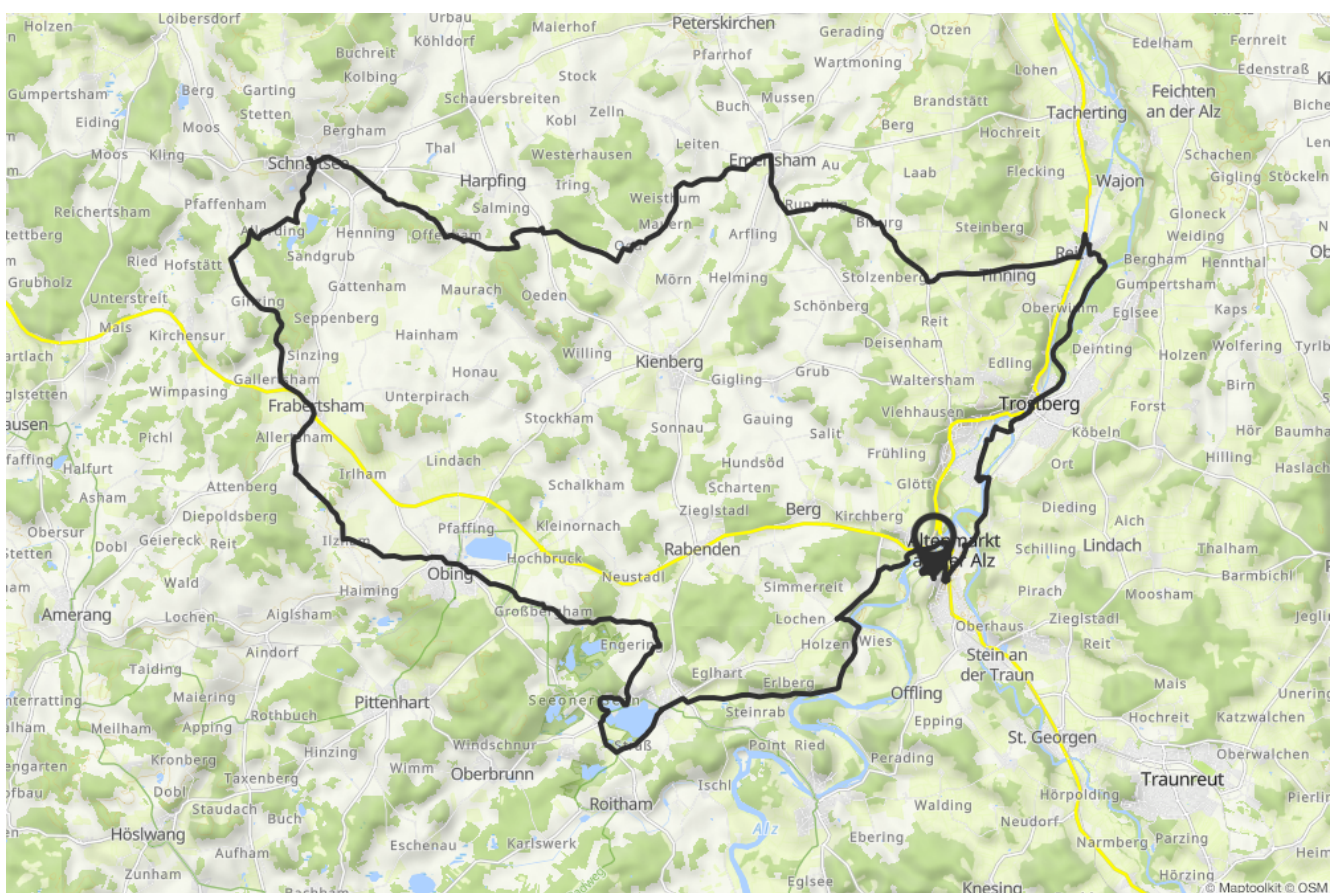 Holzen
Loibersdorf
Urbau
Köhldorf
Maierhof
Peterskirchen
Gerading
Otzen
Edelham
Fernreit
Buchreit
Kolbing
Pfarrhof
Wartmoning
Lohen
Feichten
an der Alz
Edenstraß
Gumpertsham
Berg
Garting
Stetten
Stock
Schauersbreiten
Zelln
Kobl
Buch
Mussen
Brandstätt
Tacherting
Eiding
Moos
Bergham
Berg
Hochreit
Moos
Kling
Thal
Westerhausen
Leiten
Au
Laab
Flecking
Wajon
Schachen
Gigling
Stöckeln
Harpfing
Iring
Weisthum
Reichertsham
Pfaffenham
Salming
Gloneck
Weiding
Henning
Arfling
Steinberg
Ried
Hofstätt
Sandgrub
Bergham
Hennthal
Grubholz
Unterstreit
Gattenham
Maurach
Oeden
Mörn
Helming
Stolzenberg
Gumpertsham
Mais
Kirchensur
Seppenberg
Hainham
Schönberg
Reit
Eglsee
Kaps
Sinzing
Willing
Kienberg
Deisenham
Edling
Deinting
Holzen
Wolfering
Wimpasing
Honau
Gigling
Grub
Waltersham
Birn
Frabertsham
Unterpirach
Stockham
Gauing
Viehhausen
Trostberg
Forst
Pichl
Sonnau
Salit
Köbeln
Hör
Halfurt
Irlham
Lindach
Frühling
Ort
Hilling
Haslach
Asham
Attenberg
Schalkham
Hundsöd
Scharten
Glött
Dieding
Diepoldsberg
Obersur
Dobl
Geiereck
Reit
Pfaffing
Kleinornach
Zieglstadl
Berg
Kirchberg
Aich
Ilzham
Hochbruck
Rabenden
Altenmarkt
Schilling
Lindach
Thalham
Wald
Obing
Neustadl
Simmerreit
Barmbichl
Haiming
Pirach
Moosham
Amerang
Lochen
Aiglsham
Großbergham
Lochen
Oberhaus
Zieglstadl
Aindorf
Engering
Holzen
Wies
Reit
Taiding
Eglhart
Erlberg
Stein an
der Traun
Mais
Maiering
Pittenhart
Offling
Rothbuch
Steinrab
Epping
Hochreit
Katzwalchen
Meilham
Apping
Windschnur
Point
Ried
St. Georgen
Oberwalchen
Kronberg
Hinzing
Wimm
Oberbrunn
Ischl
Perading
Taxenberg
Traunreut
Dobl
Staudach
Buch
Roitham
Walding
Hörpolding
Höslwang
Alz
Neudorf
Eschenau
Karlswerk
Ebering
Narmberg
Parzing
Aufham
Zunham
Eglsee
Knesing
Hörzing
© Maptoolkit © OSM